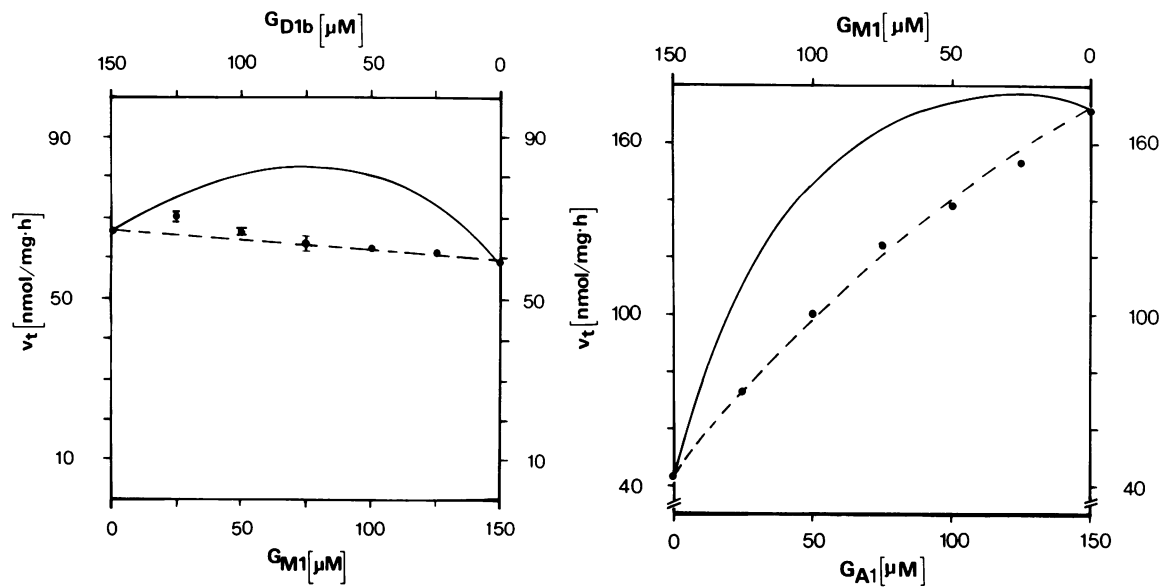 G_D1b [μM]
150 100 50 0
90 90
50 50
10 10
v_t [nmol/mg·h]
0 50 100 150
G_M1 [μM]
G_M1 [μM]
150 100 50 0
160 160
100 100
40 40
v_t [nmol/mg·h]
0 50 100 150
G_A1 [μM]